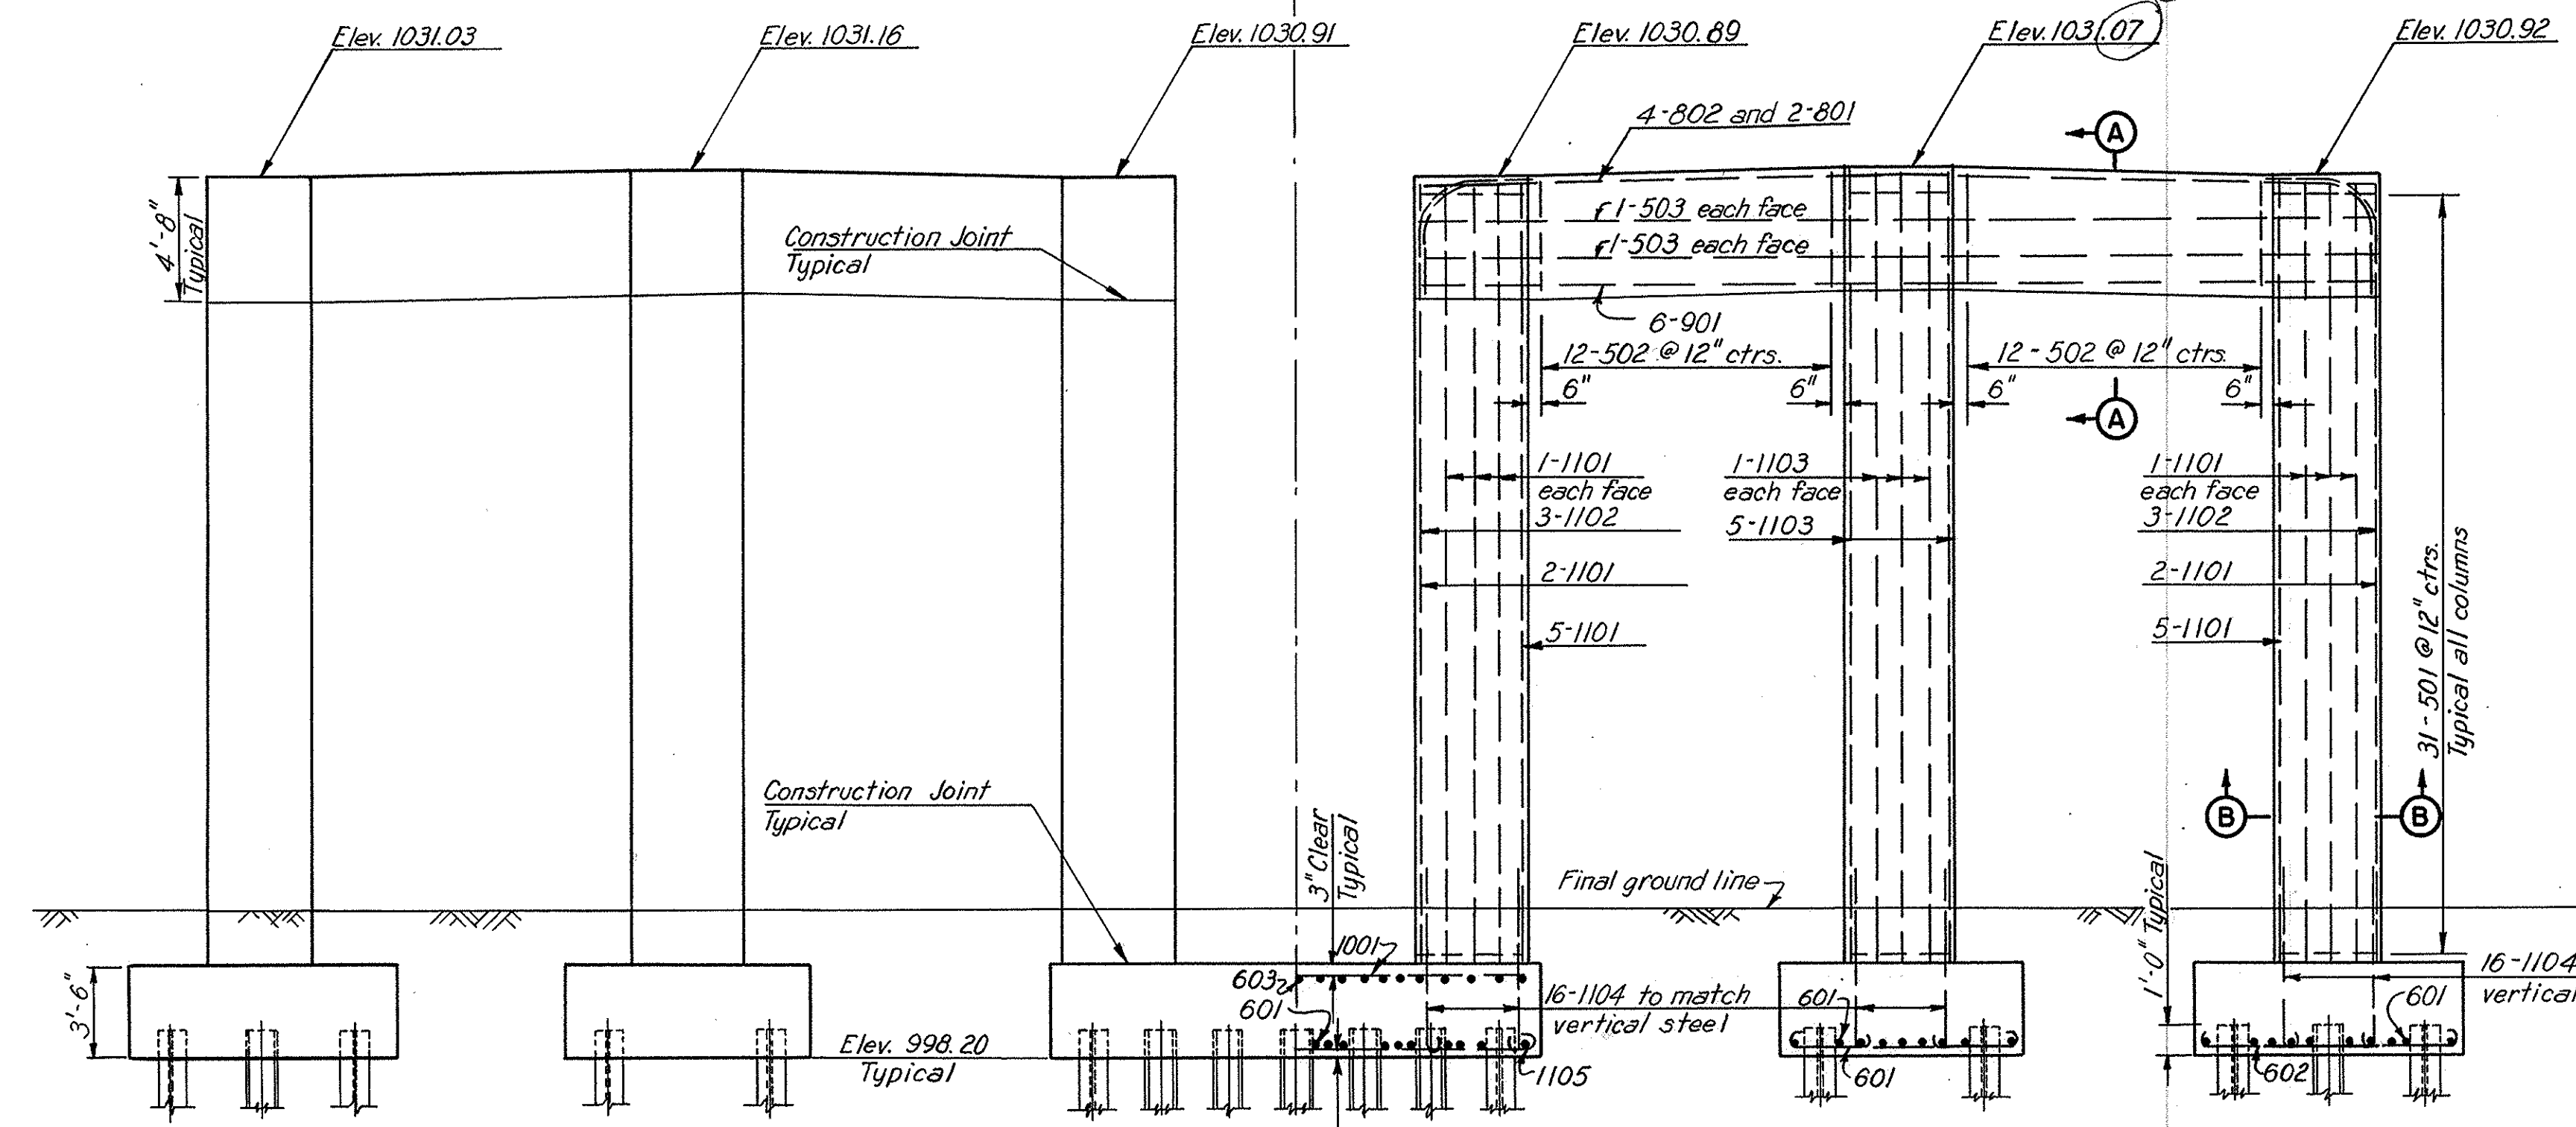 Elev. 1031.03
Elev. 1031.16
Elev. 1030.91
Elev. 1030.89
Elev. 1031.07
Elev. 1030.92
4-802 and 2-801
A
4'-8"
Typical
Construction Joint
Typical
1-503 each face
1-503 each face
6-901
12-502 @ 12" ctrs.
12-502 @ 12" ctrs.
6"
6"
6"
6"
A
1-1101
each face
3-1102
2-1101
5-1101
1-1103
each face
5-1103
1-1101
each face
3-1102
2-1101
5-1101
31-501 @ 12" ctrs.
Typical all columns
Construction Joint
Typical
3" Clear
Typical
B
B
Final ground line
1'-0" Typical
3'-6"
1001
603
601
16-1104 to match
vertical steel
601
16-1104
vertical
601
Elev. 998.20
Typical
1105
601
602